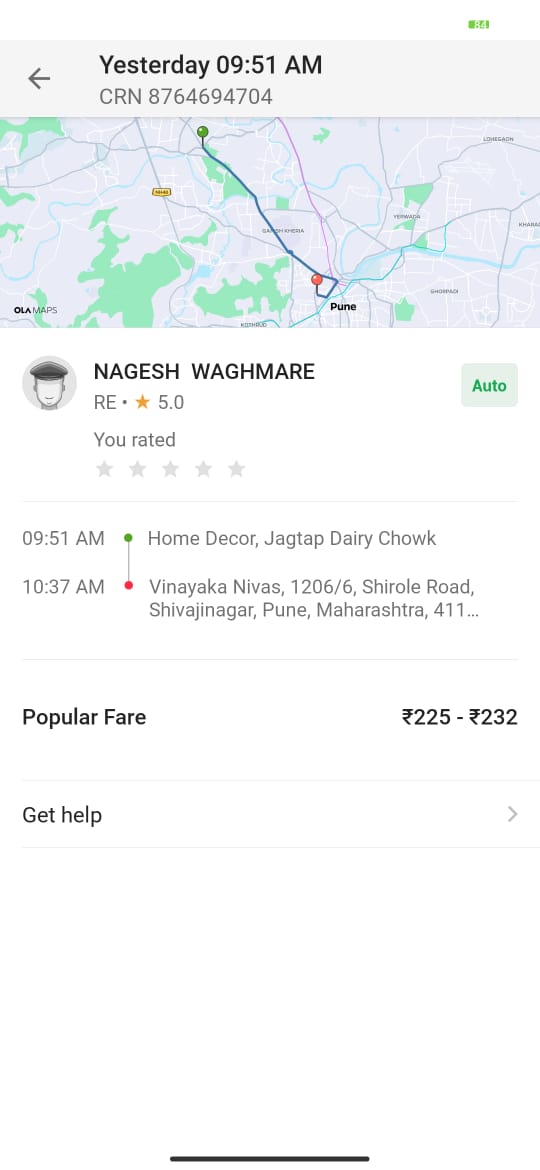 84
Yesterday 09:51 AM
CRN 8764694704
LOHEGAON
NH48
YERWADA
GANESH KHERIA
GHORPADI
OLA MAPS
Pune
KOTHRUD
NAGESH WAGHMARE
RE • ★ 5.0
Auto
You rated
09:51 AM Home Decor, Jagtap Dairy Chowk
10:37 AM Vinayaka Nivas, 1206/6, Shirole Road,
Shivajinagar, Pune, Maharashtra, 411...
Popular Fare ₹225 - ₹232
Get help